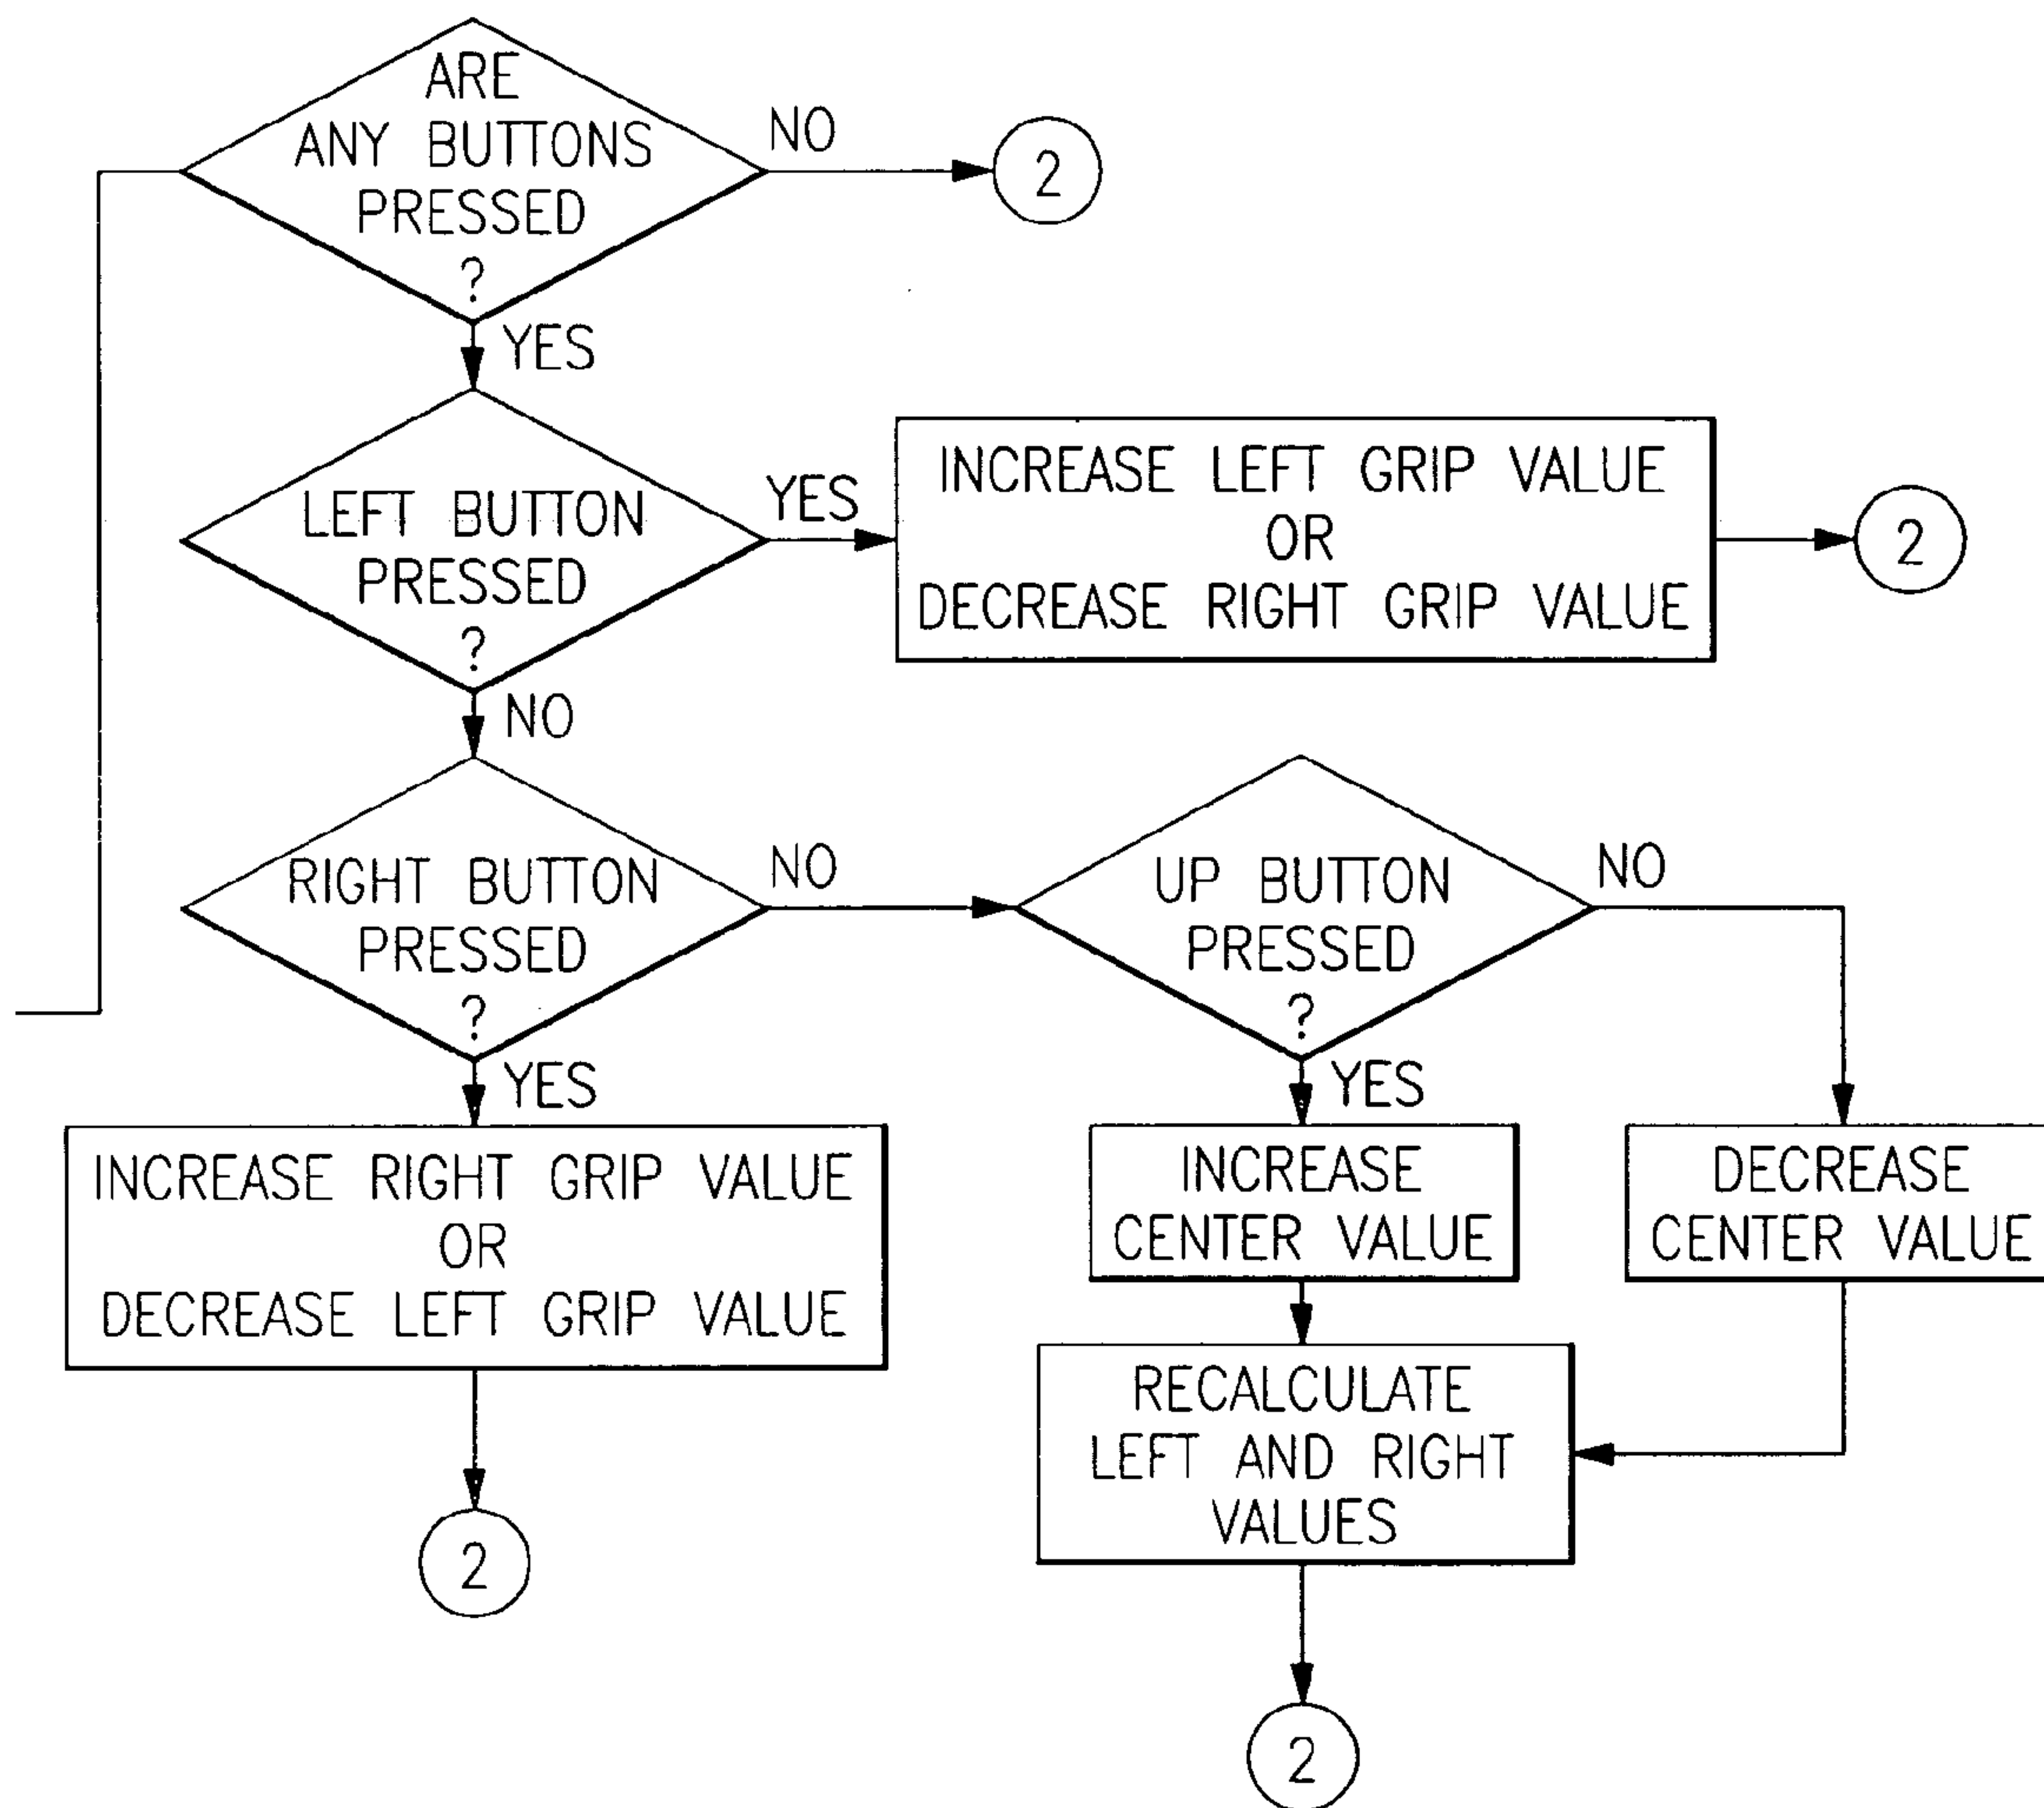 ARE
ANY BUTTONS
PRESSED
?
NO
2
YES
LEFT BUTTON
PRESSED
?
YES
INCREASE LEFT GRIP VALUE
OR
DECREASE RIGHT GRIP VALUE
2
NO
RIGHT BUTTON
PRESSED
?
NO
UP BUTTON
PRESSED
?
NO
YES
INCREASE RIGHT GRIP VALUE
OR
DECREASE LEFT GRIP VALUE
2
YES
INCREASE
CENTER VALUE
DECREASE
CENTER VALUE
RECALCULATE
LEFT AND RIGHT
VALUES
2